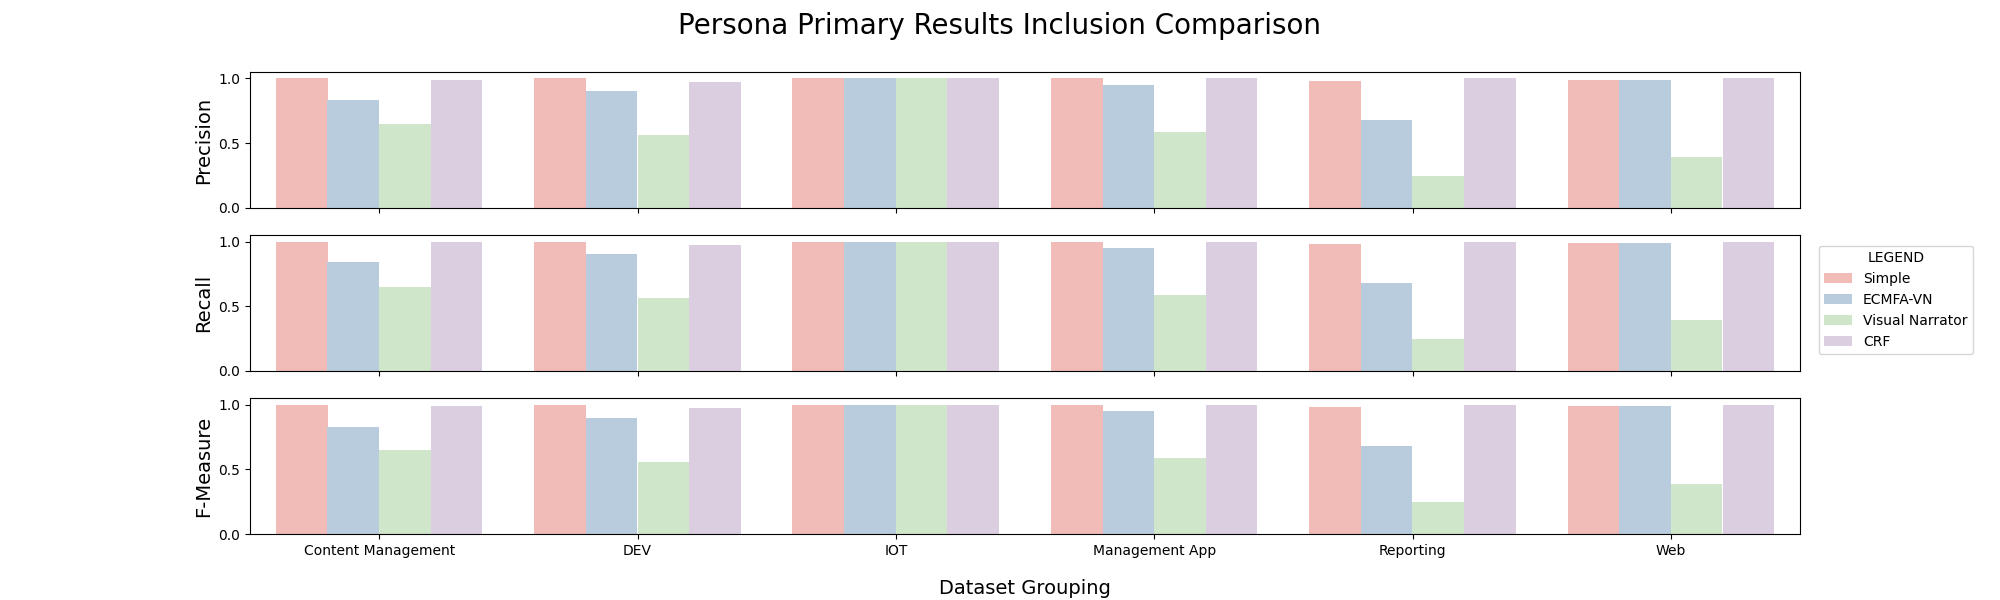 Persona Primary Results Inclusion Comparison
1.0
0.5
0.0
Precision
1.0
0.5
0.0
Recall
LEGEND
Simple
ECMFA-VN
Visual Narrator
CRF
1.0
0.5
0.0
F-Measure
Content Management DEV IOT Management App Reporting Web
Dataset Grouping